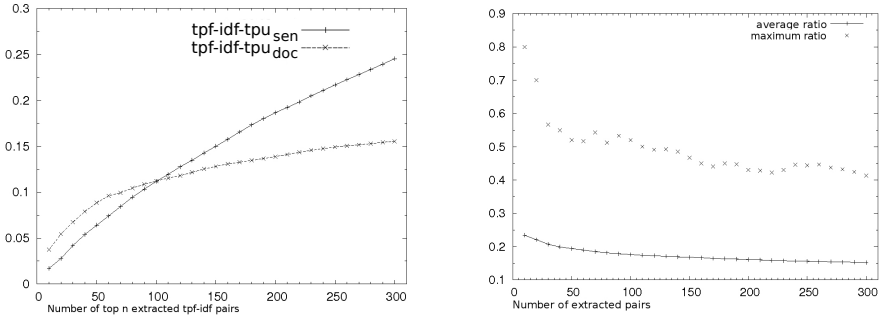 0.3
0.25
0.2
0.15
0.1
0.05
0
0 50 100 150 200 250 300
tpf-idf-tpu sen
tpf-idf-tpu doc
Number of top n extracted tpf-idf pairs
0.9
0.8
0.7
0.6
0.5
0.4
0.3
0.2
0.1
0 50 100 150 200 250 300
average ratio
maximum ratio
Number of extracted pairs